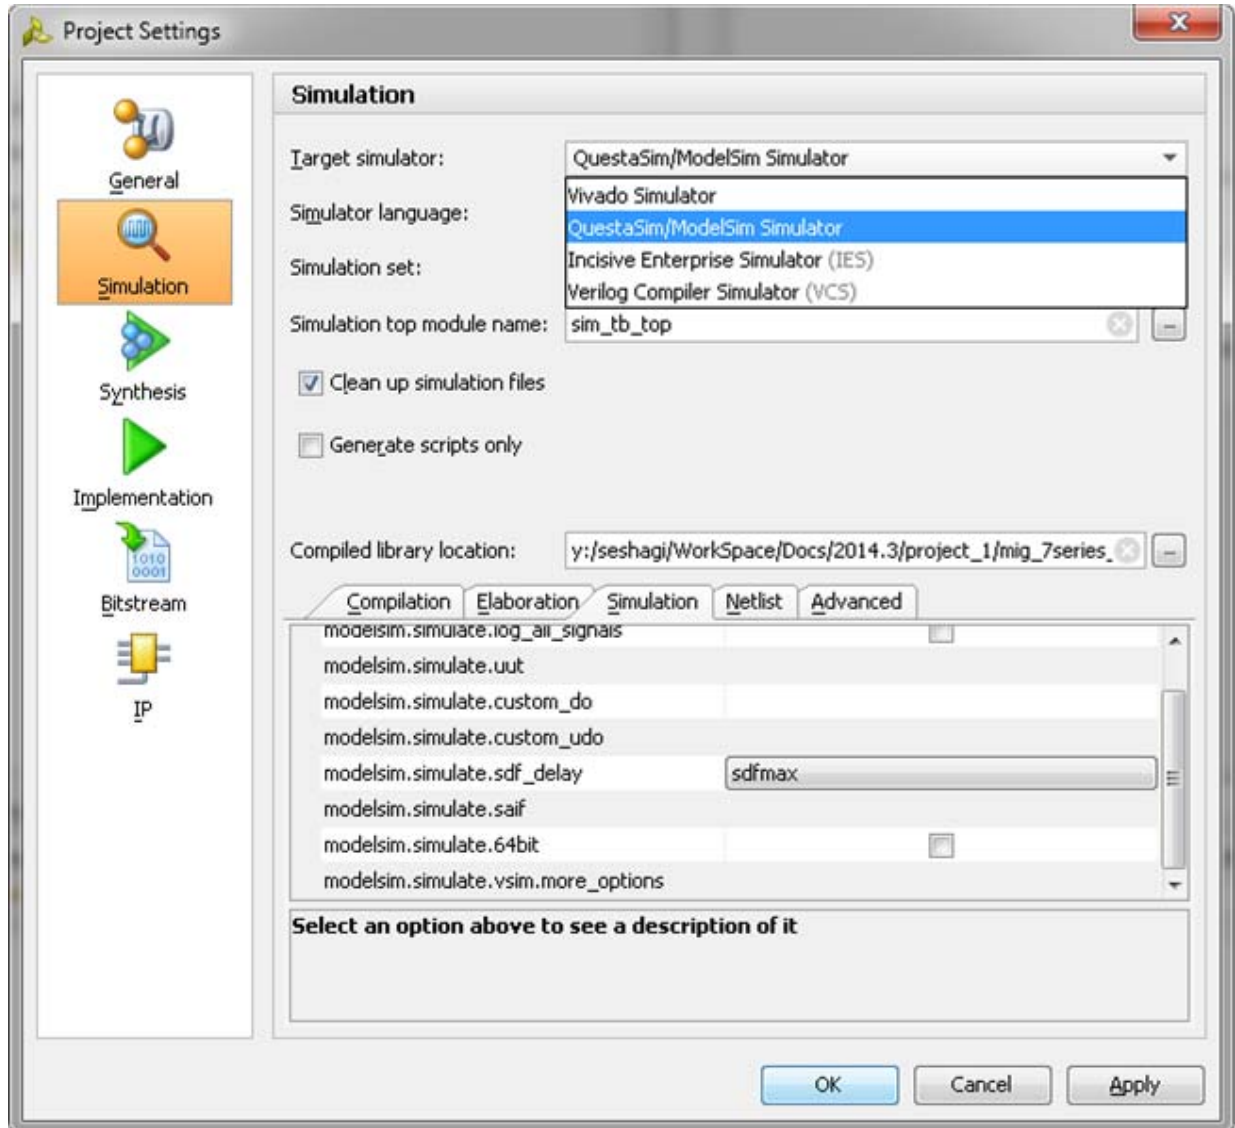 Project Settings
General
Simulation
Synthesis
Implementation
1010
0001
Bitstream
IP
Simulation
Target simulator: QuestaSim/ModelSim Simulator
Vivado Simulator
Simulator language:
QuestaSim/ModelSim Simulator
Simulation set:
Incisive Enterprise Simulator (IES)
Verilog Compiler Simulator (VCS)
Simulation top module name: sim_tb_top
Clean up simulation files
Generate scripts only
Compiled library location: y:/seshagi/WorkSpace/Docs/2014.3/project_1/mig_7series_
Compilation Elaboration Simulation Netlist Advanced
modelsim.simulate.log_all_signals
modelsim.simulate.uut
modelsim.simulate.custom_do
modelsim.simulate.custom_udo
modelsim.simulate.sdf_delay sdfmax
modelsim.simulate.saif
modelsim.simulate.64bit
modelsim.simulate.vsim.more_options
Select an option above to see a description of it
OK Cancel Apply